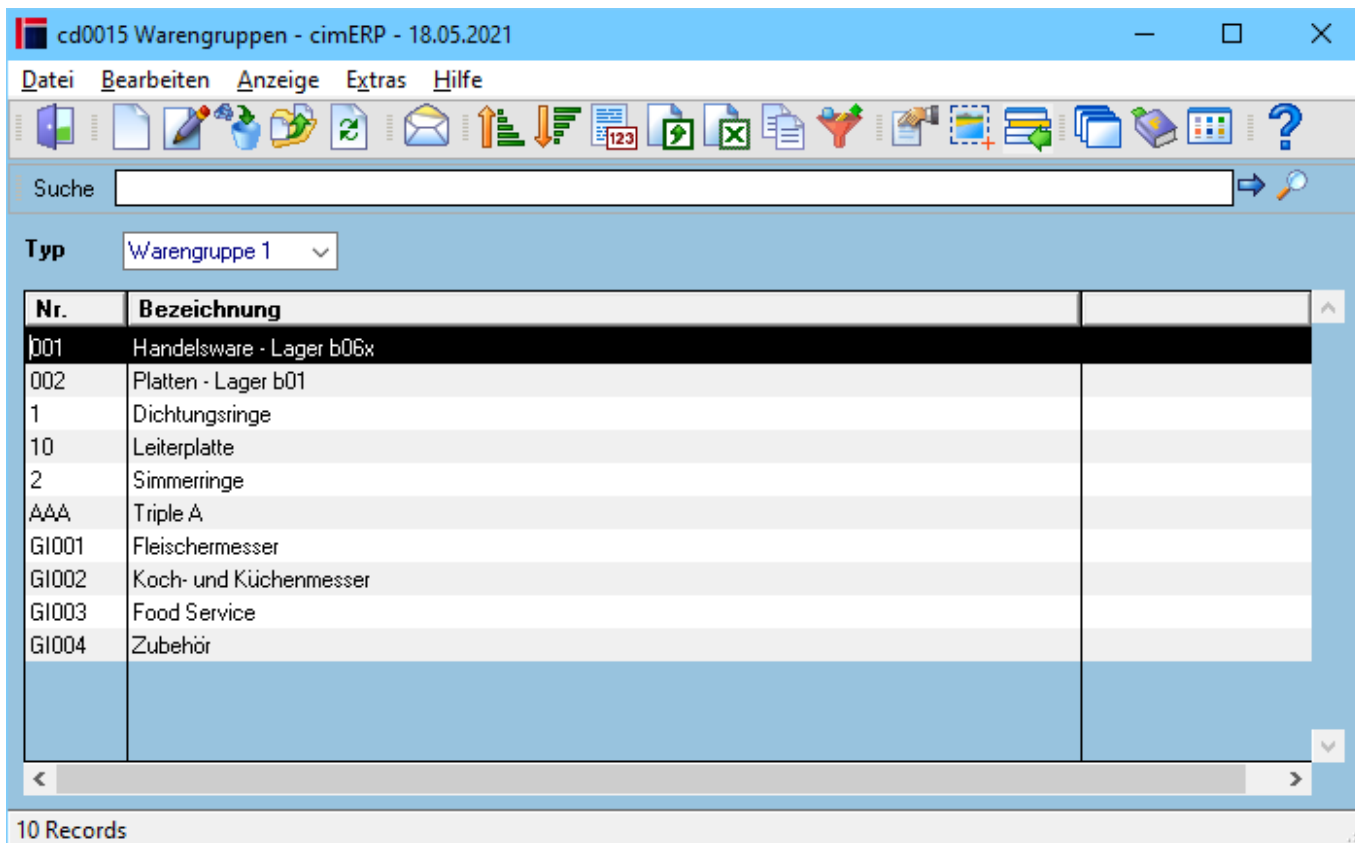 cd0015 Warengruppen - cimERP - 18.05.2021
Datei Bearbeiten Anzeige Extras Hilfe
123
Suche
Typ Warengruppe 1
Nr. Bezeichnung
001 Handelsware - Lager b06x
002 Platten - Lager b01
1 Dichtungsringe
10 Leiterplatte
2 Simmerringe
AAA Triple A
GI001 Fleischermesser
GI002 Koch- und Küchenmesser
GI003 Food Service
GI004 Zubehör
10 Records